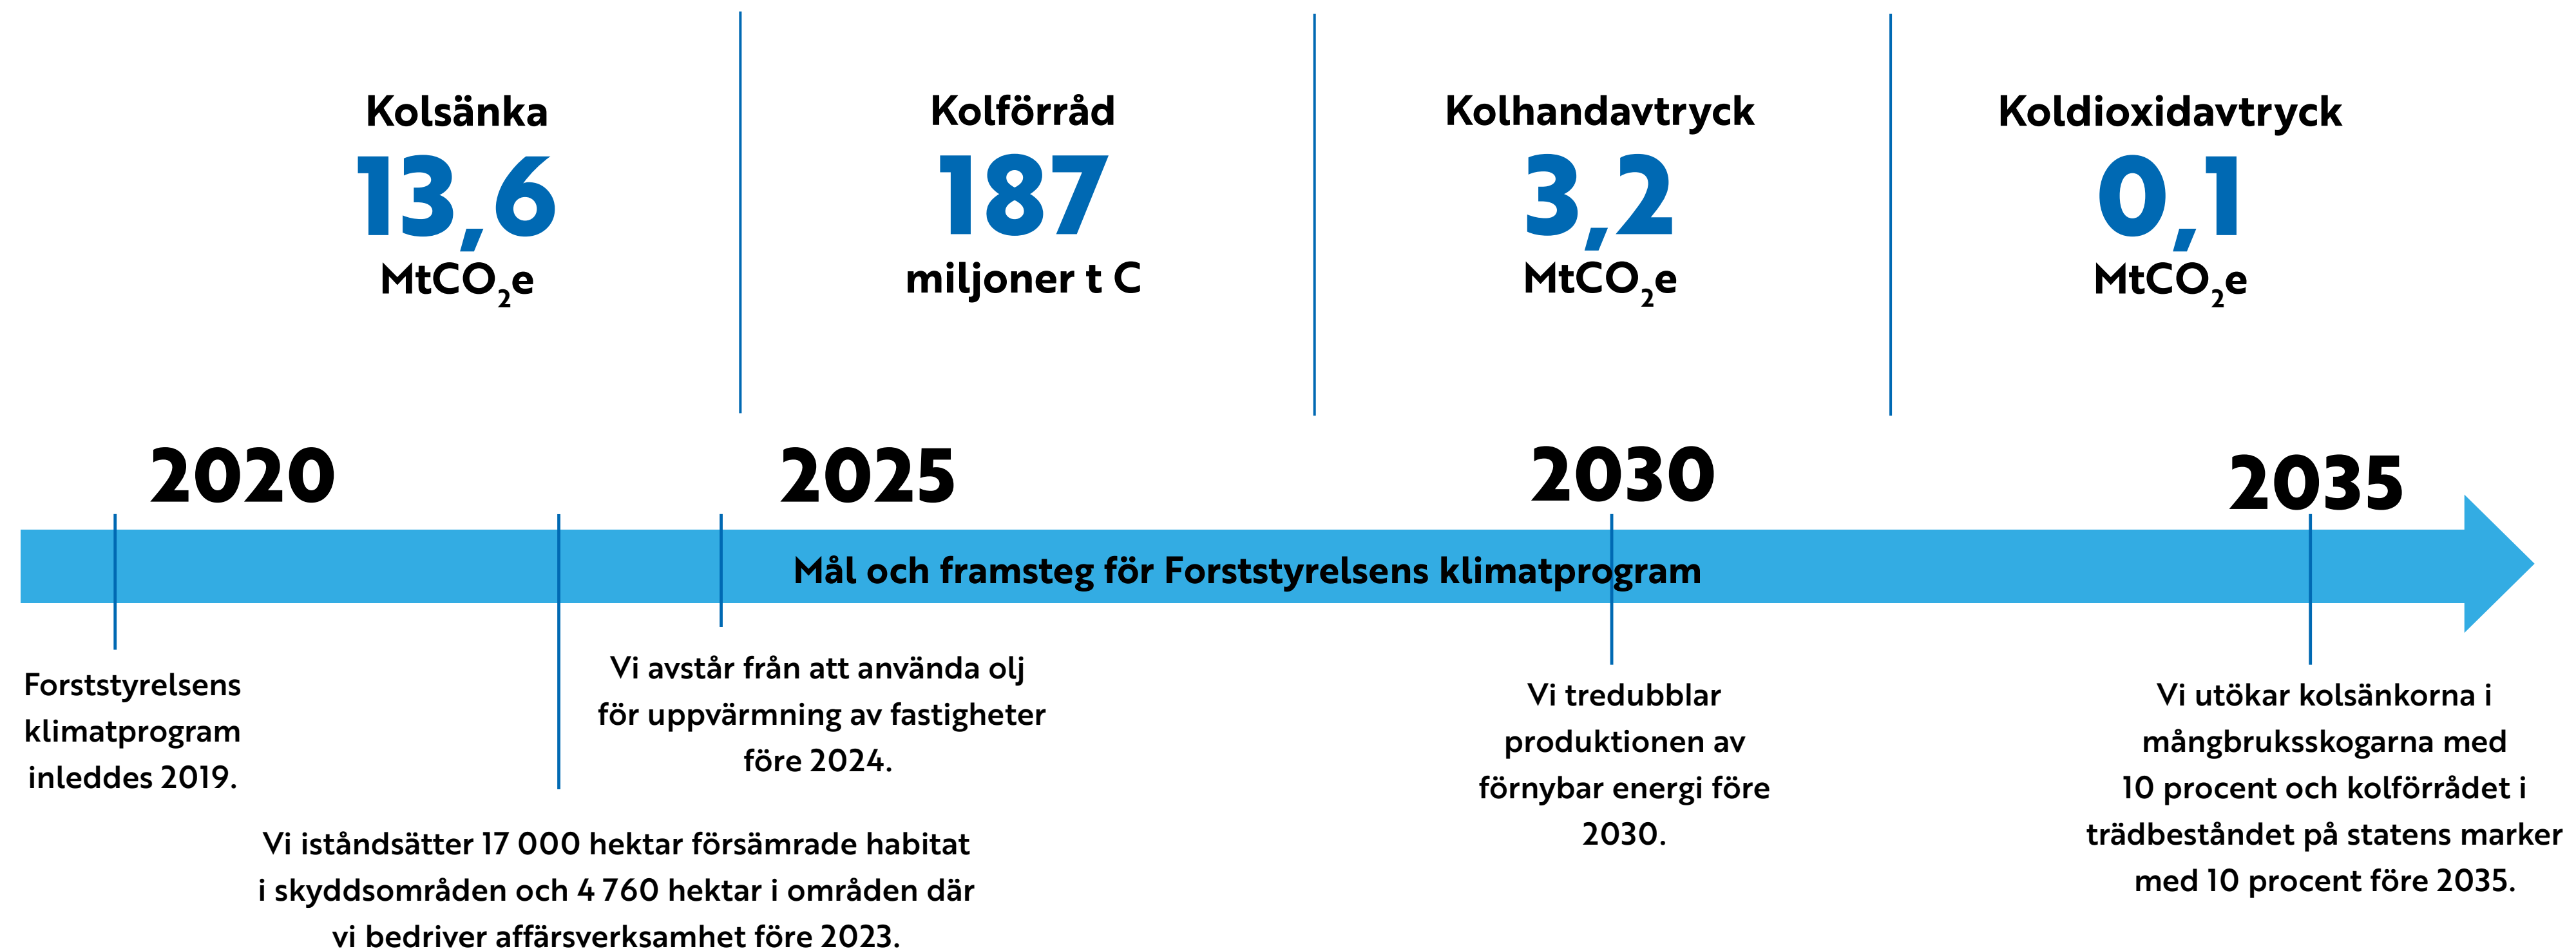 Kolsänka
13,6
MtCO₂e
Kolförråd
187
miljoner t C
Kolhandavtryck
3,2
MtCO₂e
Koldioxidavtryck
0,1
MtCO₂e
2020
2025
2030
2035
Mål och framsteg för Forststyrelsens klimatprogram
Forststyrelsens
klimatprogram
inleddes 2019.
Vi iståndsätter 17 000 hektar försämrade habitat
i skyddsområden och 4 760 hektar i områden där
vi bedriver affärsverksamhet före 2023.
Vi avstår från att använda olj
för uppvärmning av fastigheter
före 2024.
Vi tredubblar
produktionen av
förnybar energi före
2030.
Vi utökar kolsänkorna i
mångbruksskogarna med
10 procent och kolförrådet i
trädbeståndet på statens marker
med 10 procent före 2035.